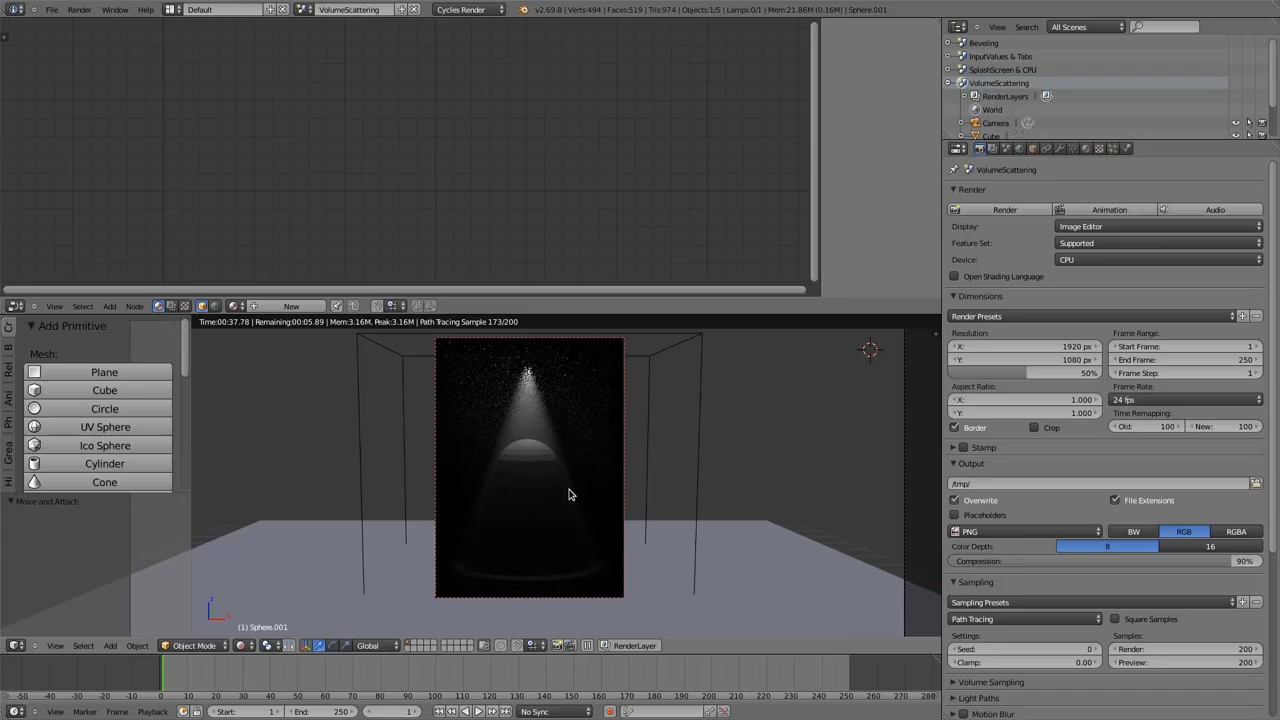 File Render Window Help Default VolumeScattering Cycles Render v2.69.8 | Verts:494 | Faces:519 | Tris:974 | Objects:1/5 | Lamps:0/1 | Mem:21.86M (0.16M) | Sphere.001
View Search All Scenes
Beveling
InputValues & Tabs
SplashScreen & CPU
VolumeScattering
RenderLayers |
World
Camera |
Cube
VolumeScattering
Render
Render Animation Audio
Display: Image Editor
Feature Set: Supported
Device: CPU
Open Shading Language
Dimensions
Render Presets
Resolution: Frame Range:
X: 1920 px Start Frame: 1
Y: 1080 px End Frame: 250
50% Frame Step: 1
Aspect Ratio: Frame Rate:
X: 1.000 24 fps
Y: 1.000 Time Remapping:
Border Crop Old: 100 New: 100
Stamp
Output
/tmp/
Overwrite File Extensions
Placeholders
PNG BW RGB RGBA
Color Depth: 8 16
Compression: 90%
Sampling
Sampling Presets
Path Tracing Square Samples
Settings: Samples:
Seed: 0 Render: 200
Clamp: 0.00 Preview: 200
Volume Sampling
Light Paths
Motion Blur
View Select Add Node New
Time:00:37.78 | Remaining:00:05.89 | Mem:3.16M, Peak:3.16M | Path Tracing Sample 173/200
Add Primitive
Mesh:
Plane
Cube
Circle
UV Sphere
Ico Sphere
Cylinder
Cone
Move and Attach
Cr
B
Rel
Ani
Ph
Grea
Hi
z
x
(1) Sphere.001
View Select Add Object Object Mode Global RenderLayer
-50 -40 -30 -20 -10 0 10 20 30 40 50 60 70 80 90 100 110 120 130 140 150 160 170 180 190 200 210 220 230 240 250 260 270 280
View Marker Frame Playback Start: 1 End: 250 1 No Sync